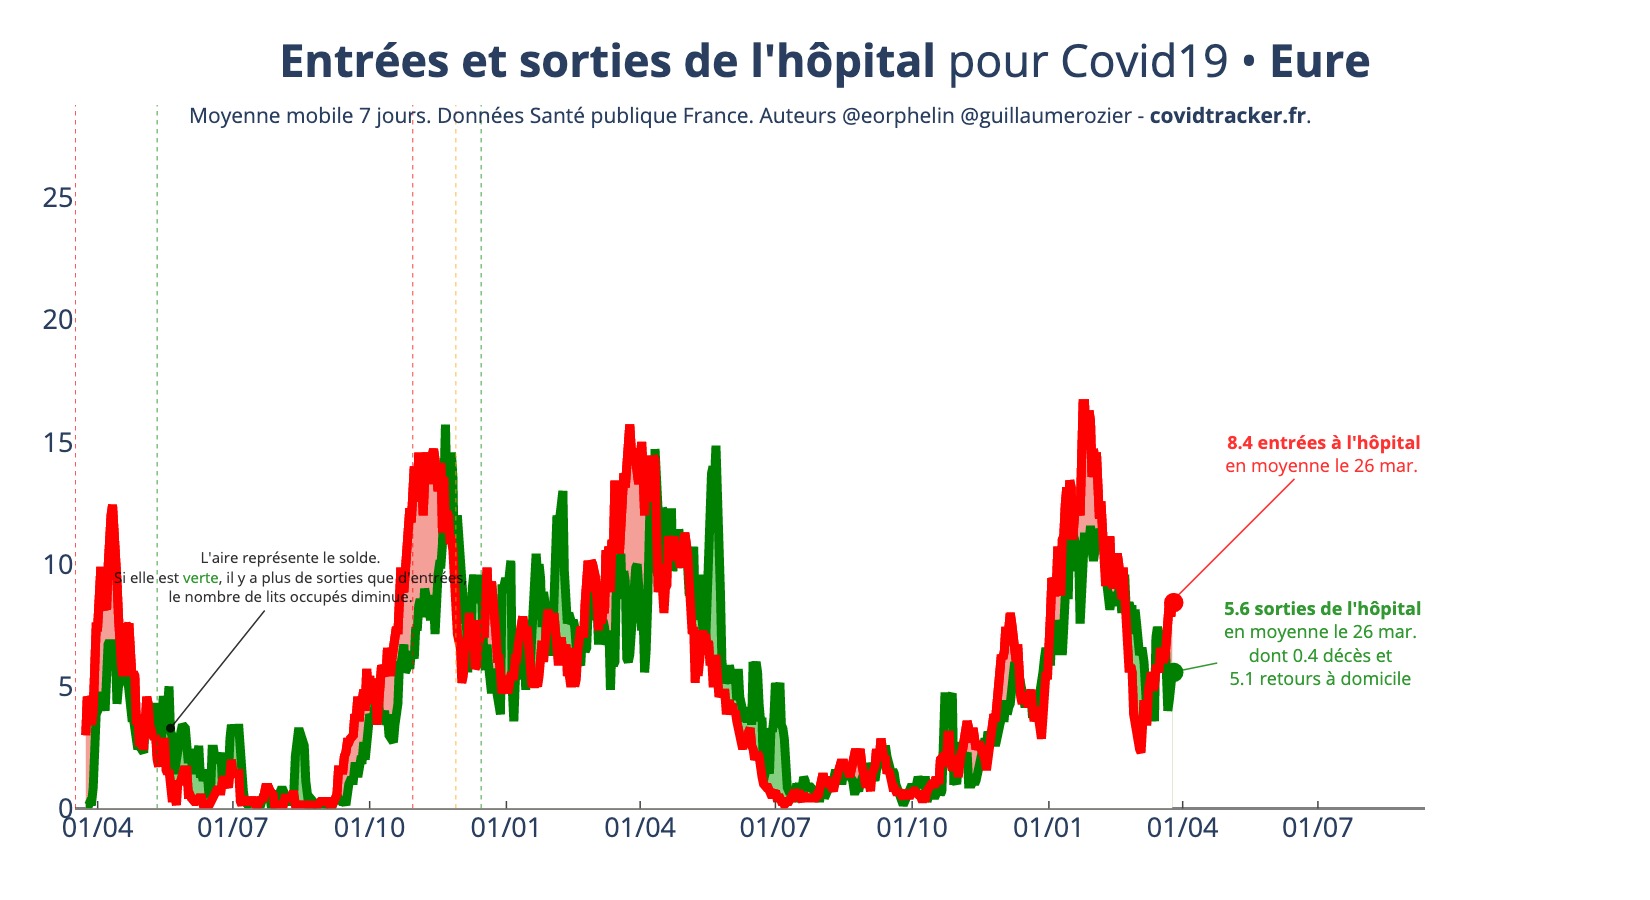 Entrées et sorties de l'hôpital pour Covid19 • Eure
Moyenne mobile 7 jours. Données Santé publique France. Auteurs @eorphelin @guillaumerozier - covidtracker.fr.
25
20
15
10
5
0
L'aire représente le solde.
Si elle est verte, il y a plus de sorties que d'entrées,
le nombre de lits occupés diminue.
8.4 entrées à l'hôpital
en moyenne le 26 mar.
5.6 sorties de l'hôpital
en moyenne le 26 mar.
dont 0.4 décès et
5.1 retours à domicile
01/04 01/07 01/10 01/01 01/04 01/07 01/10 01/01 01/04 01/07